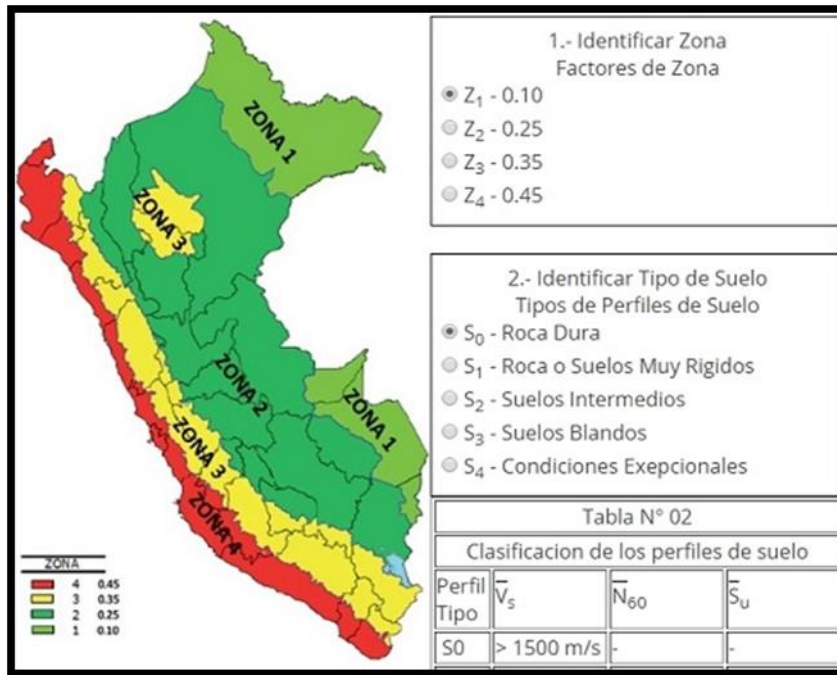 ZONA 1
ZONA 3
ZONA 2
ZONA 1
ZONA 3
ZONA 4
ZONA
4 0.45
3 0.35
2 0.25
1 0.10
1.- Identificar Zona
Factores de Zona
Z₁ - 0.10
Z₂ - 0.25
Z₃ - 0.35
Z₄ - 0.45
2.- Identificar Tipo de Suelo
Tipos de Perfiles de Suelo
S₀ - Roca Dura
S₁ - Roca o Suelos Muy Rigidos
S₂ - Suelos Intermedios
S₃ - Suelos Blandos
S₄ - Condiciones Exepcionales
Tabla N° 02
Clasificacion de los perfiles de suelo
Perfil Tipo V̅s N̅60 S̅u
S0 > 1500 m/s - -